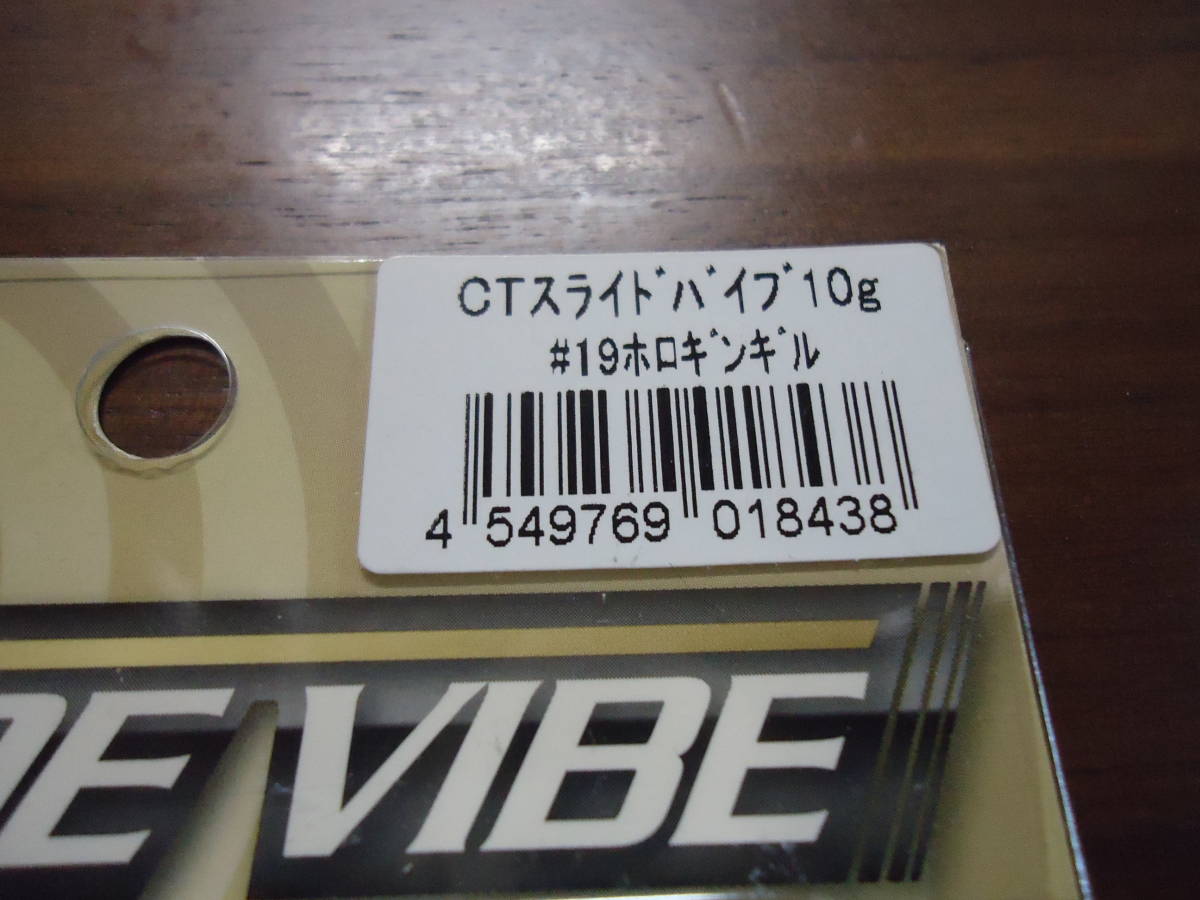 CTｽﾗｲﾄﾞﾊﾞｲﾌﾞ10g
#19ﾎﾛｷﾞﾝｷﾞﾙ
4 549769 018438
DE VIBE